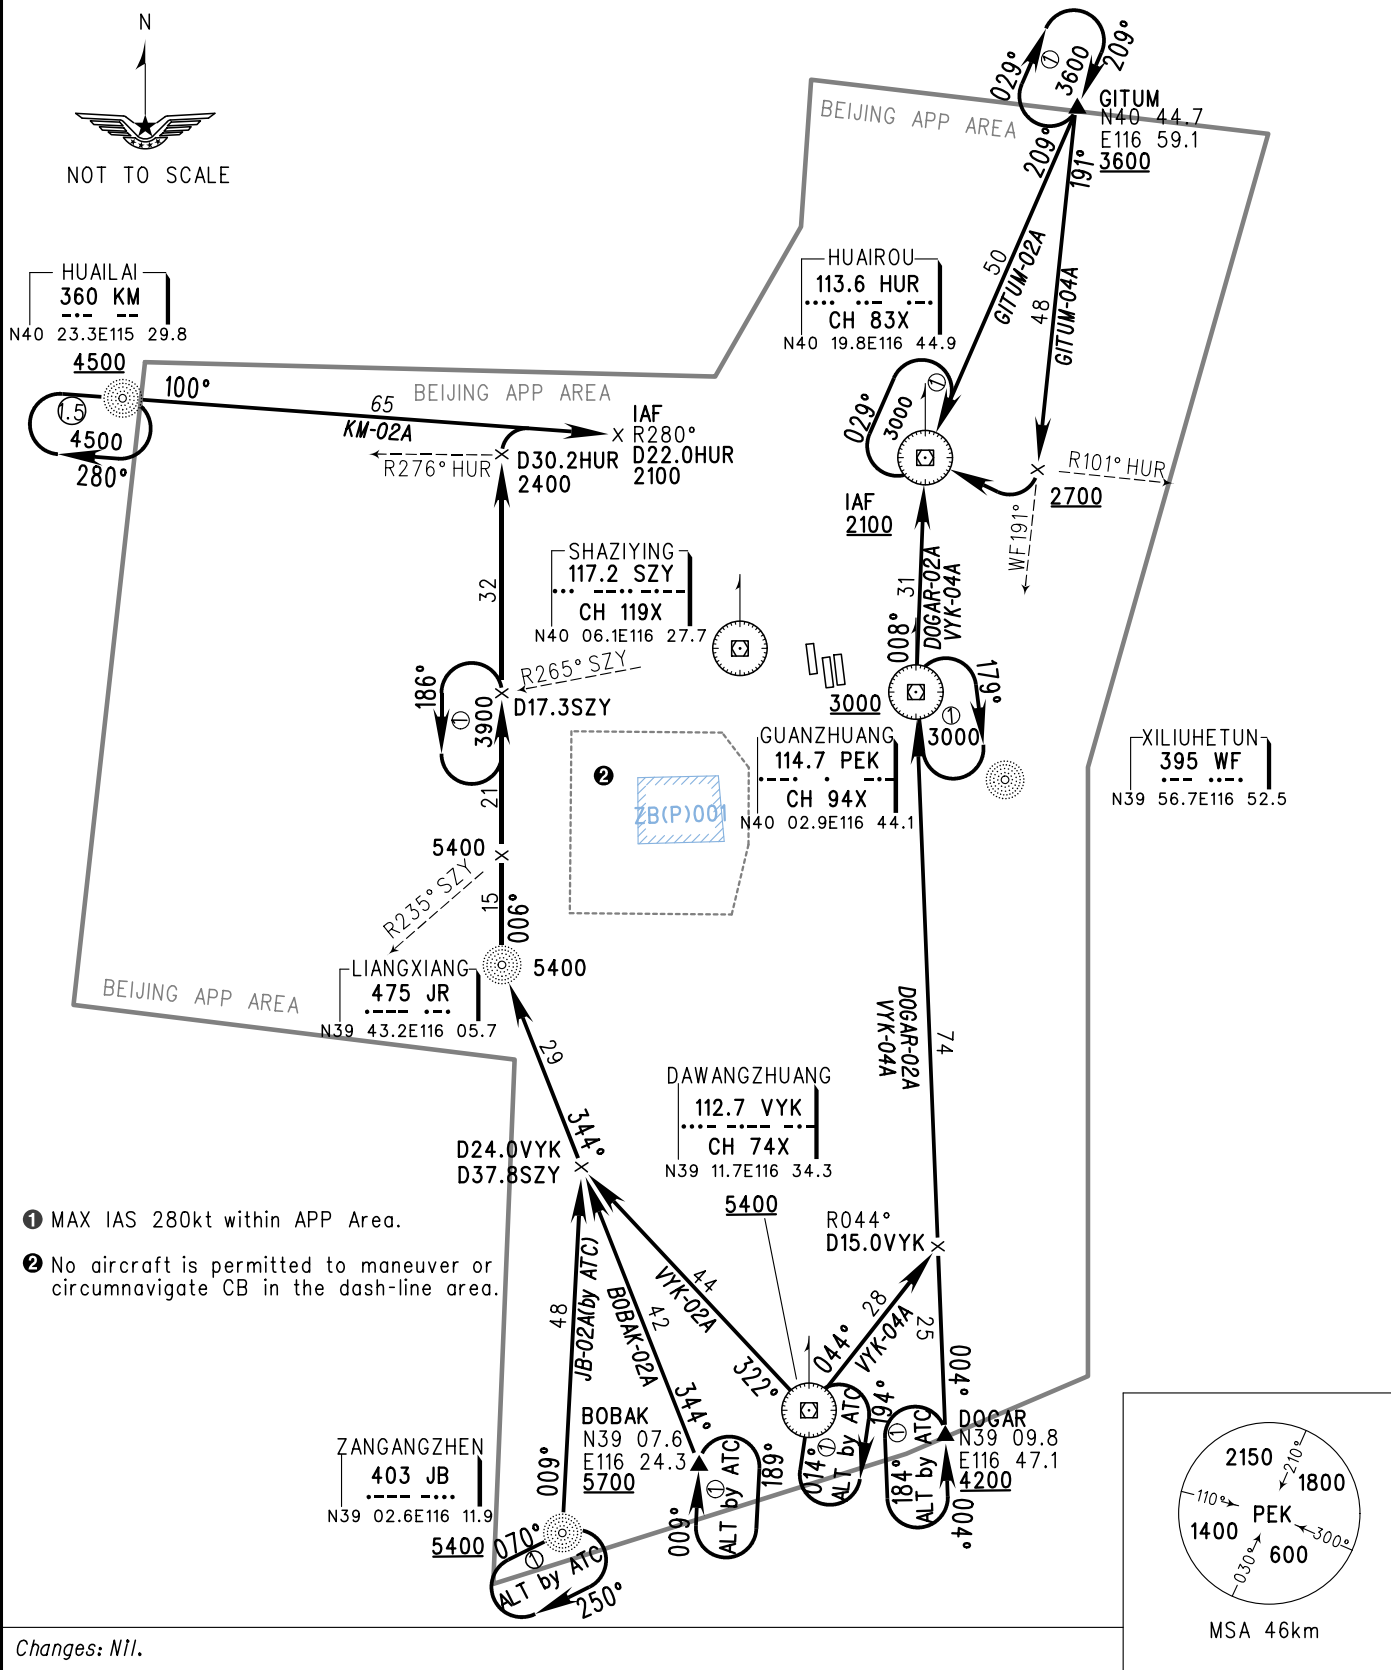 N
NOT TO SCALE
029°
①
3600
209°
GITUM
N40 44.7
E116 59.1
3600
BEIJING APP AREA
209°
191°
50
GITUM-02A
48
GITUM-04A
HUAILAI
360 KM
N40 23.3E115 29.8
4500
1.5
4500
280°
100°
65
KM-02A
BEIJING APP AREA
IAF
R280°
D22.0HUR
2100
R276° HUR
D30.2HUR
2400
HUAIROU
113.6 HUR
CH 83X
N40 19.8E116 44.9
029°
①
3000
IAF
2100
R101° HUR
2700
WF191°
32
SHAZIYING
117.2 SZY
CH 119X
N40 06.1E116 27.7
31
DOGAR-02A
VYK-04A
008°
R265° SZY
186°
①
3900
D17.3SZY
3000
179°
①
3000
GUANZHUANG
114.7 PEK
CH 94X
N40 02.9E116 44.1
XILIUHETUN
395 WF
N39 56.7E116 52.5
❷
ZB(P)001
21
5400
R235° SZY
15
006°
5400
LIANGXIANG
475 JR
N39 43.2E116 05.7
BEIJING APP AREA
29
344°
DOGAR-02A
VYK-04A
74
DAWANGZHUANG
112.7 VYK
CH 74X
N39 11.7E116 34.3
5400
D24.0VYK
D37.8SZY
R044°
D15.0VYK
❶ MAX IAS 280kt within APP Area.
❷ No aircraft is permitted to maneuver or
circumnavigate CB in the dash-line area.
48
JB-02A(by ATC)
42
BOBAK-02A
44
VYK-02A
322°
28
VYK-04A
044°
25
004°
344°
BOBAK
N39 07.6
E116 24.3
5700
009°
①
ALT by ATC
189°
014°
①
ALT by ATC
194°
184°
①
ALT by ATC
004°
DOGAR
N39 09.8
E116 47.1
4200
ZANGANGZHEN
403 JB
N39 02.6E116 11.9
5400
009°
070°
①
ALT by ATC
250°
2150
210°
1800
110°
PEK
1400
300°
030°
600
MSA 46km
Changes: Nil.